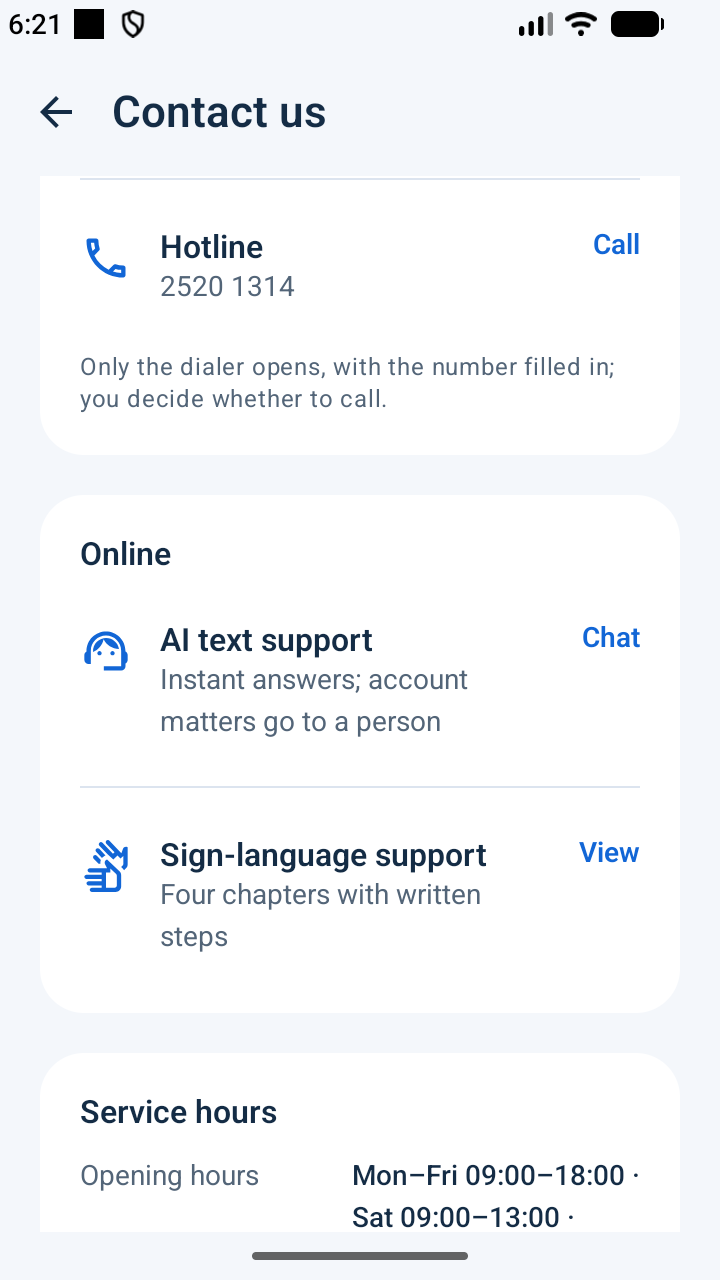 6:21
Contact us
Hotline
Call
2520 1314
Only the dialer opens, with the number filled in;
you decide whether to call.
Online
AI text support
Chat
Instant answers; account
matters go to a person
Sign-language support
View
Four chapters with written
steps
Service hours
Opening hours
Mon–Fri 09:00–18:00 ·
Sat 09:00–13:00 ·